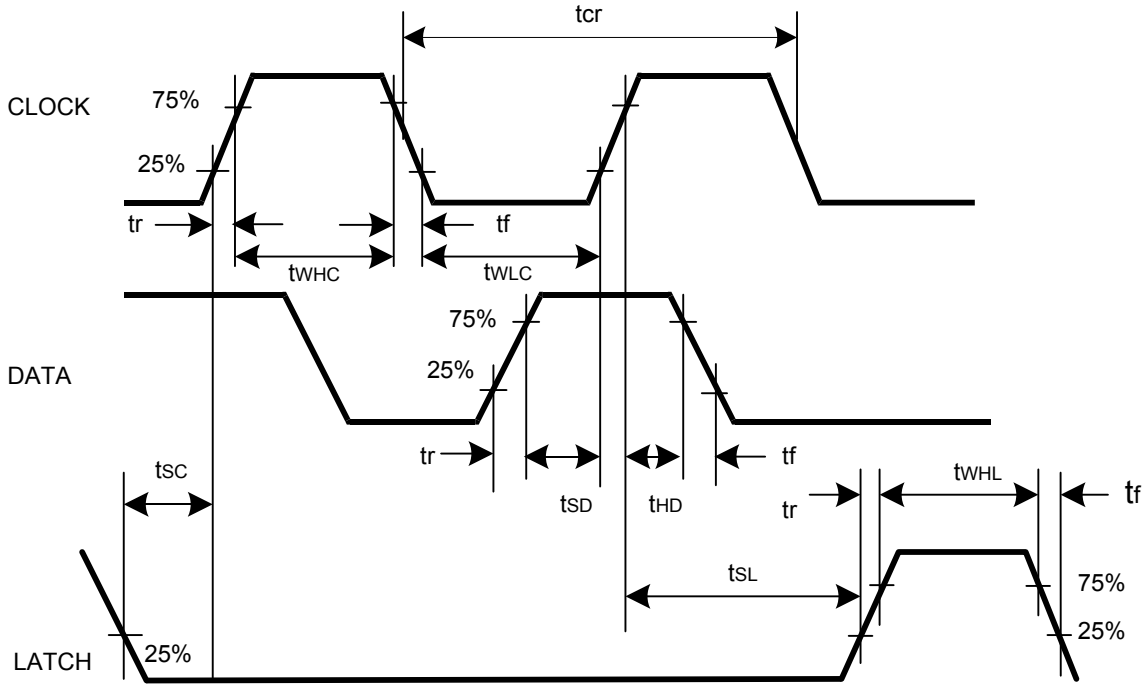 tcr
CLOCK
75%
25%
tr
tf
tWHC
tWLC
DATA
75%
25%
tr
tf
tSC
tSD
tHD
tWHL
tr
tf
tSL
75%
25%
25%
LATCH